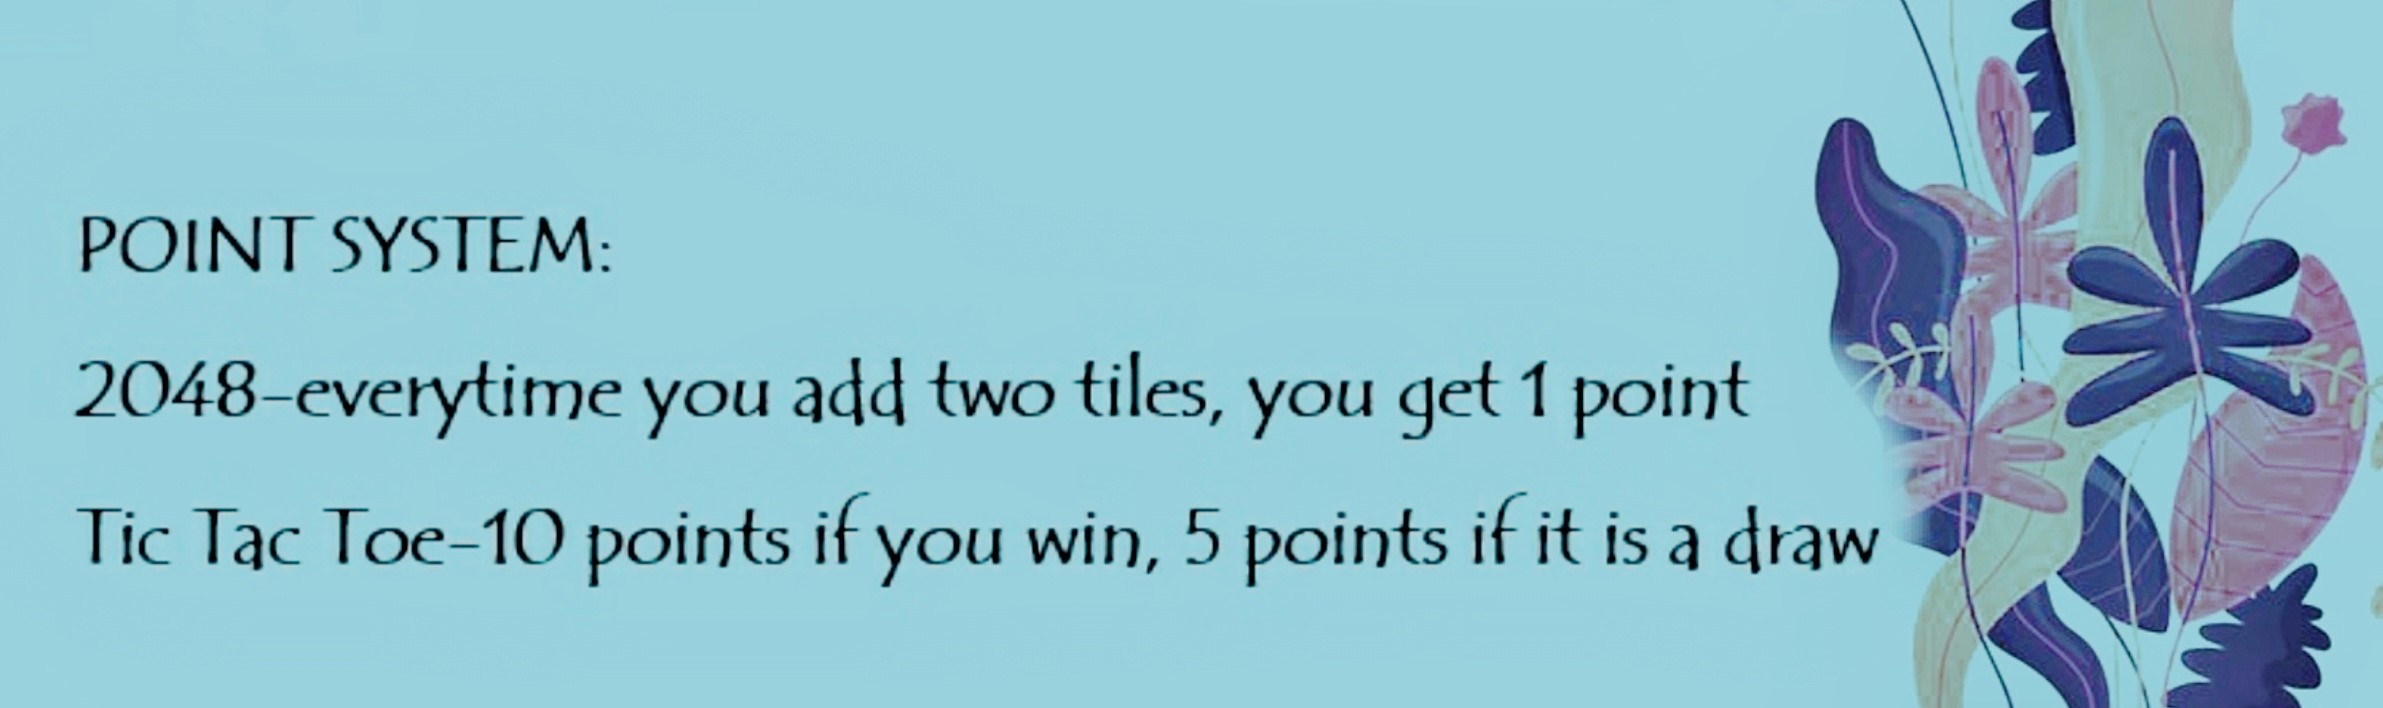 POINT SYSTEM:
2048-everytime you add two tiles, you get 1 point
Tic Tac Toe-10 points if you win, 5 points if it is a draw